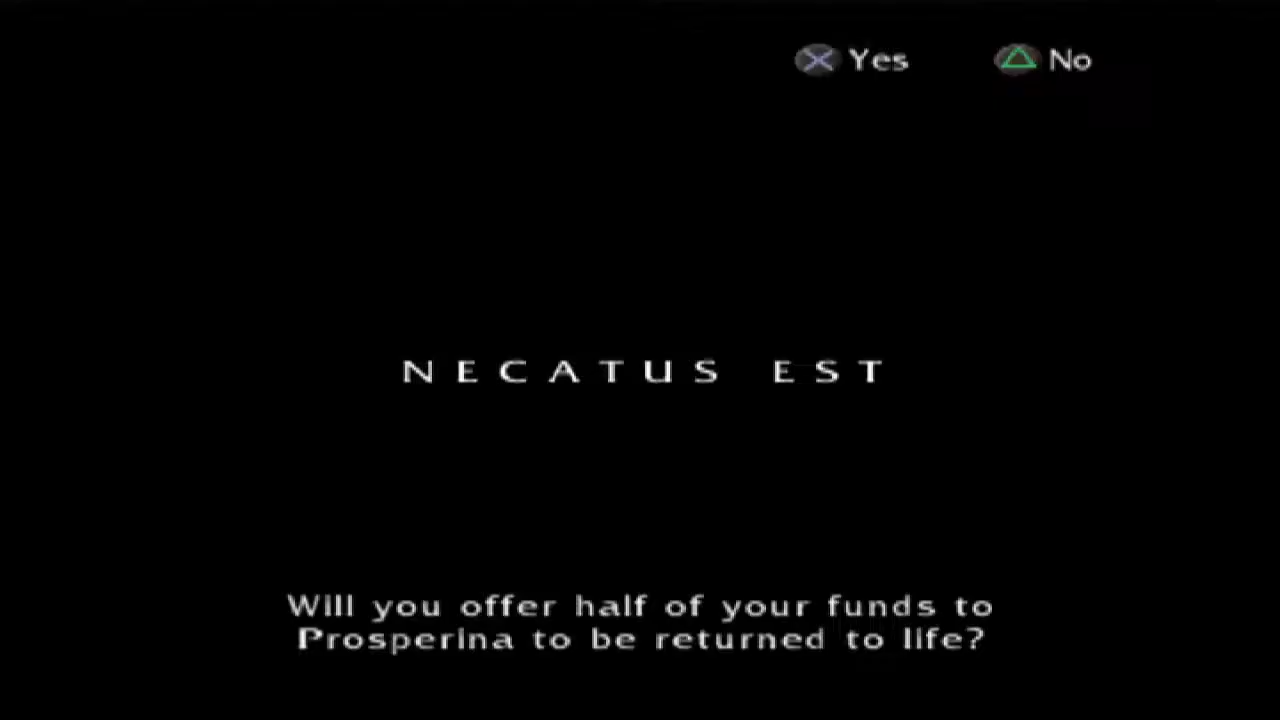 Yes No
NECATUS EST
Will you offer half of your funds to
Prosperina to be returned to life?